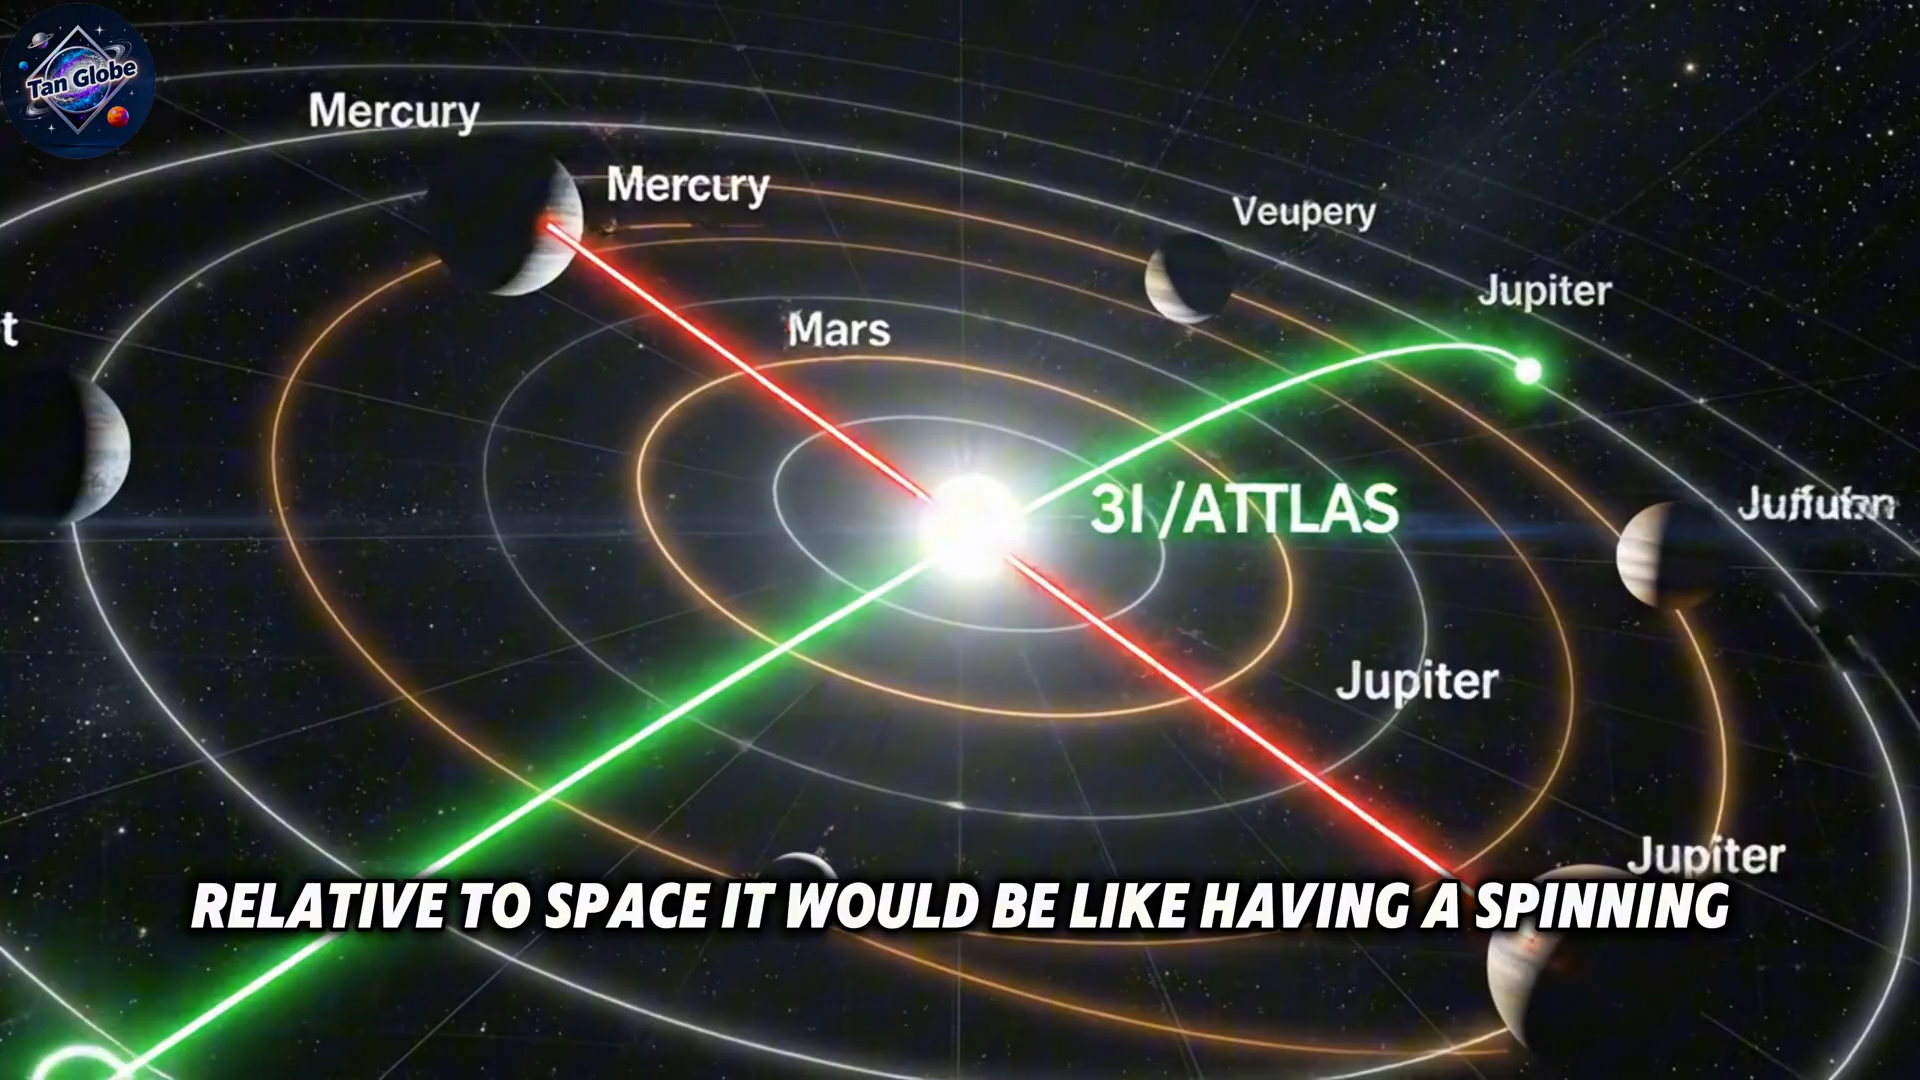 Tan Globe
Mercury
Mercury
Veupery
Jupiter
t
Mars
3I /ATTLAS
Jupiter
Jupiter
RELATIVE TO SPACE IT WOULD BE LIKE HAVING A SPINNING